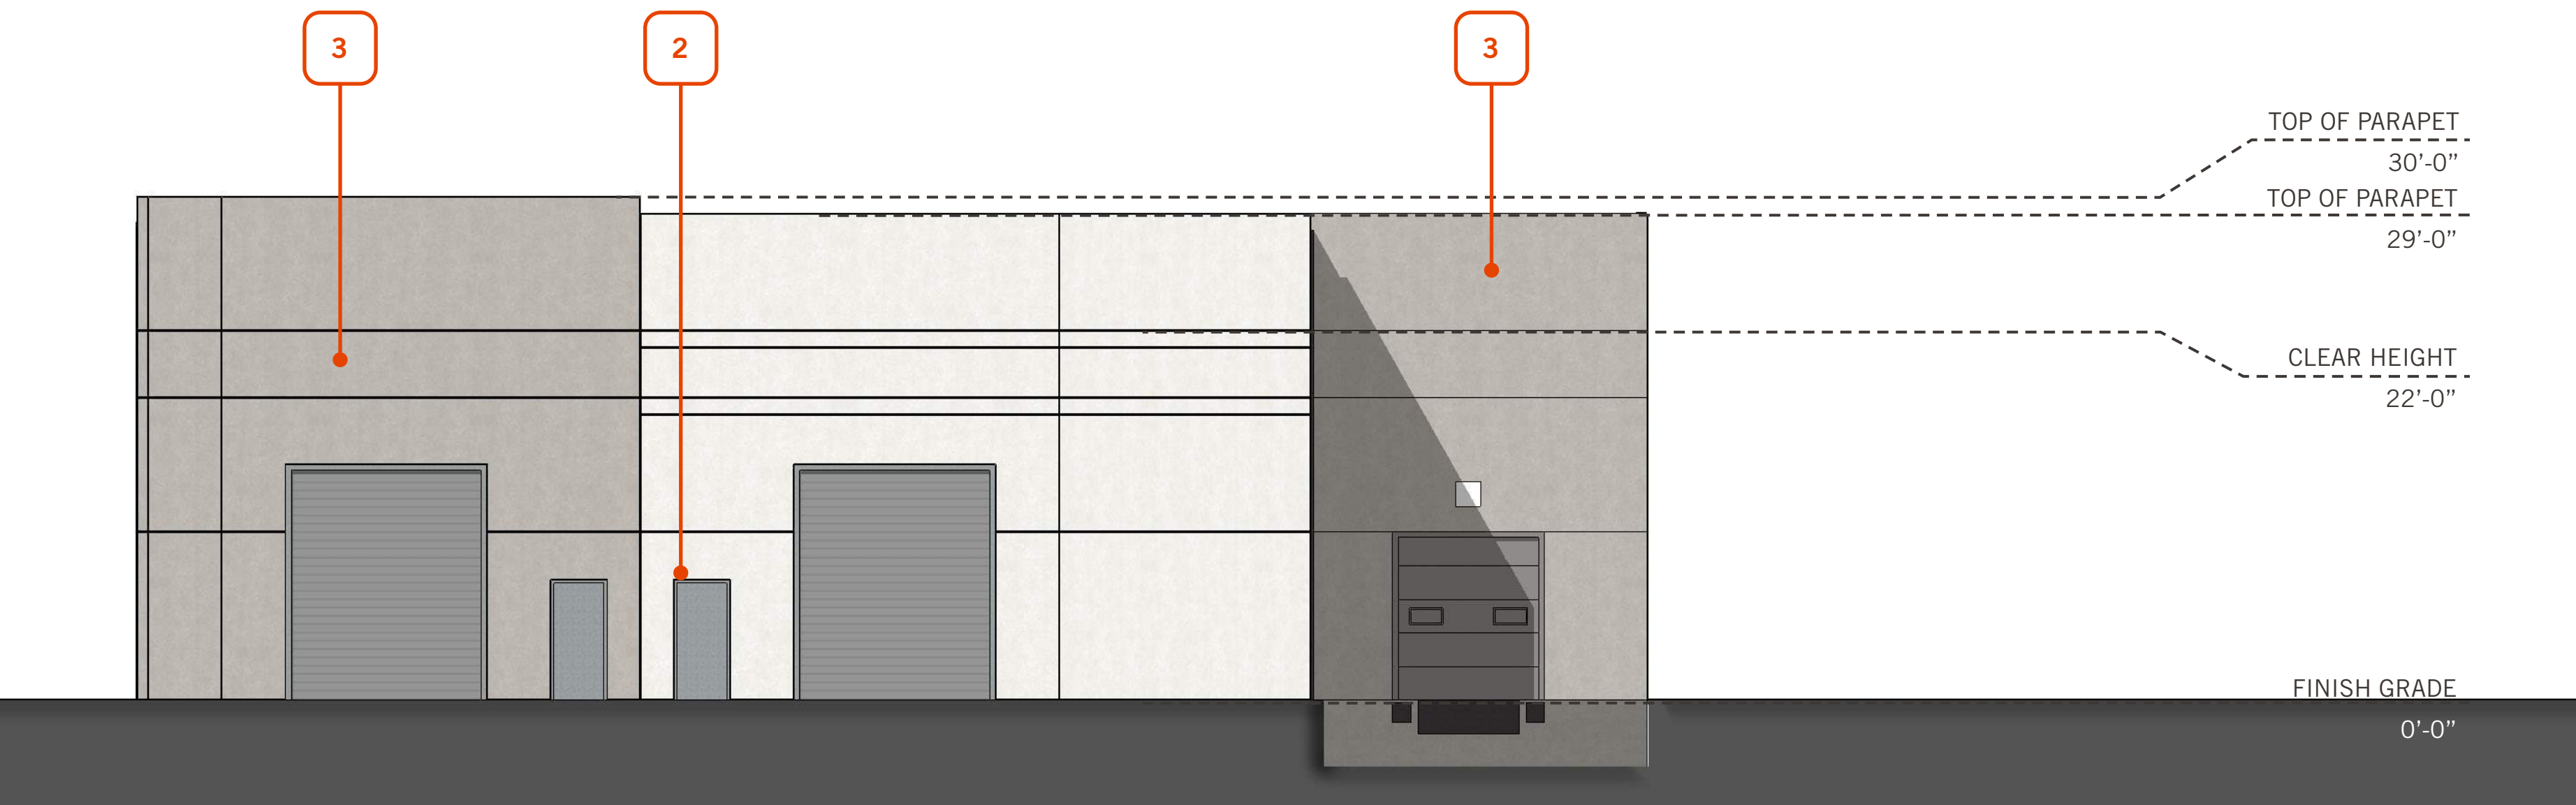 3
2
3
TOP OF PARAPET
30’-0”
TOP OF PARAPET
29’-0”
CLEAR HEIGHT
22’-0”
FINISH GRADE
0’-0”